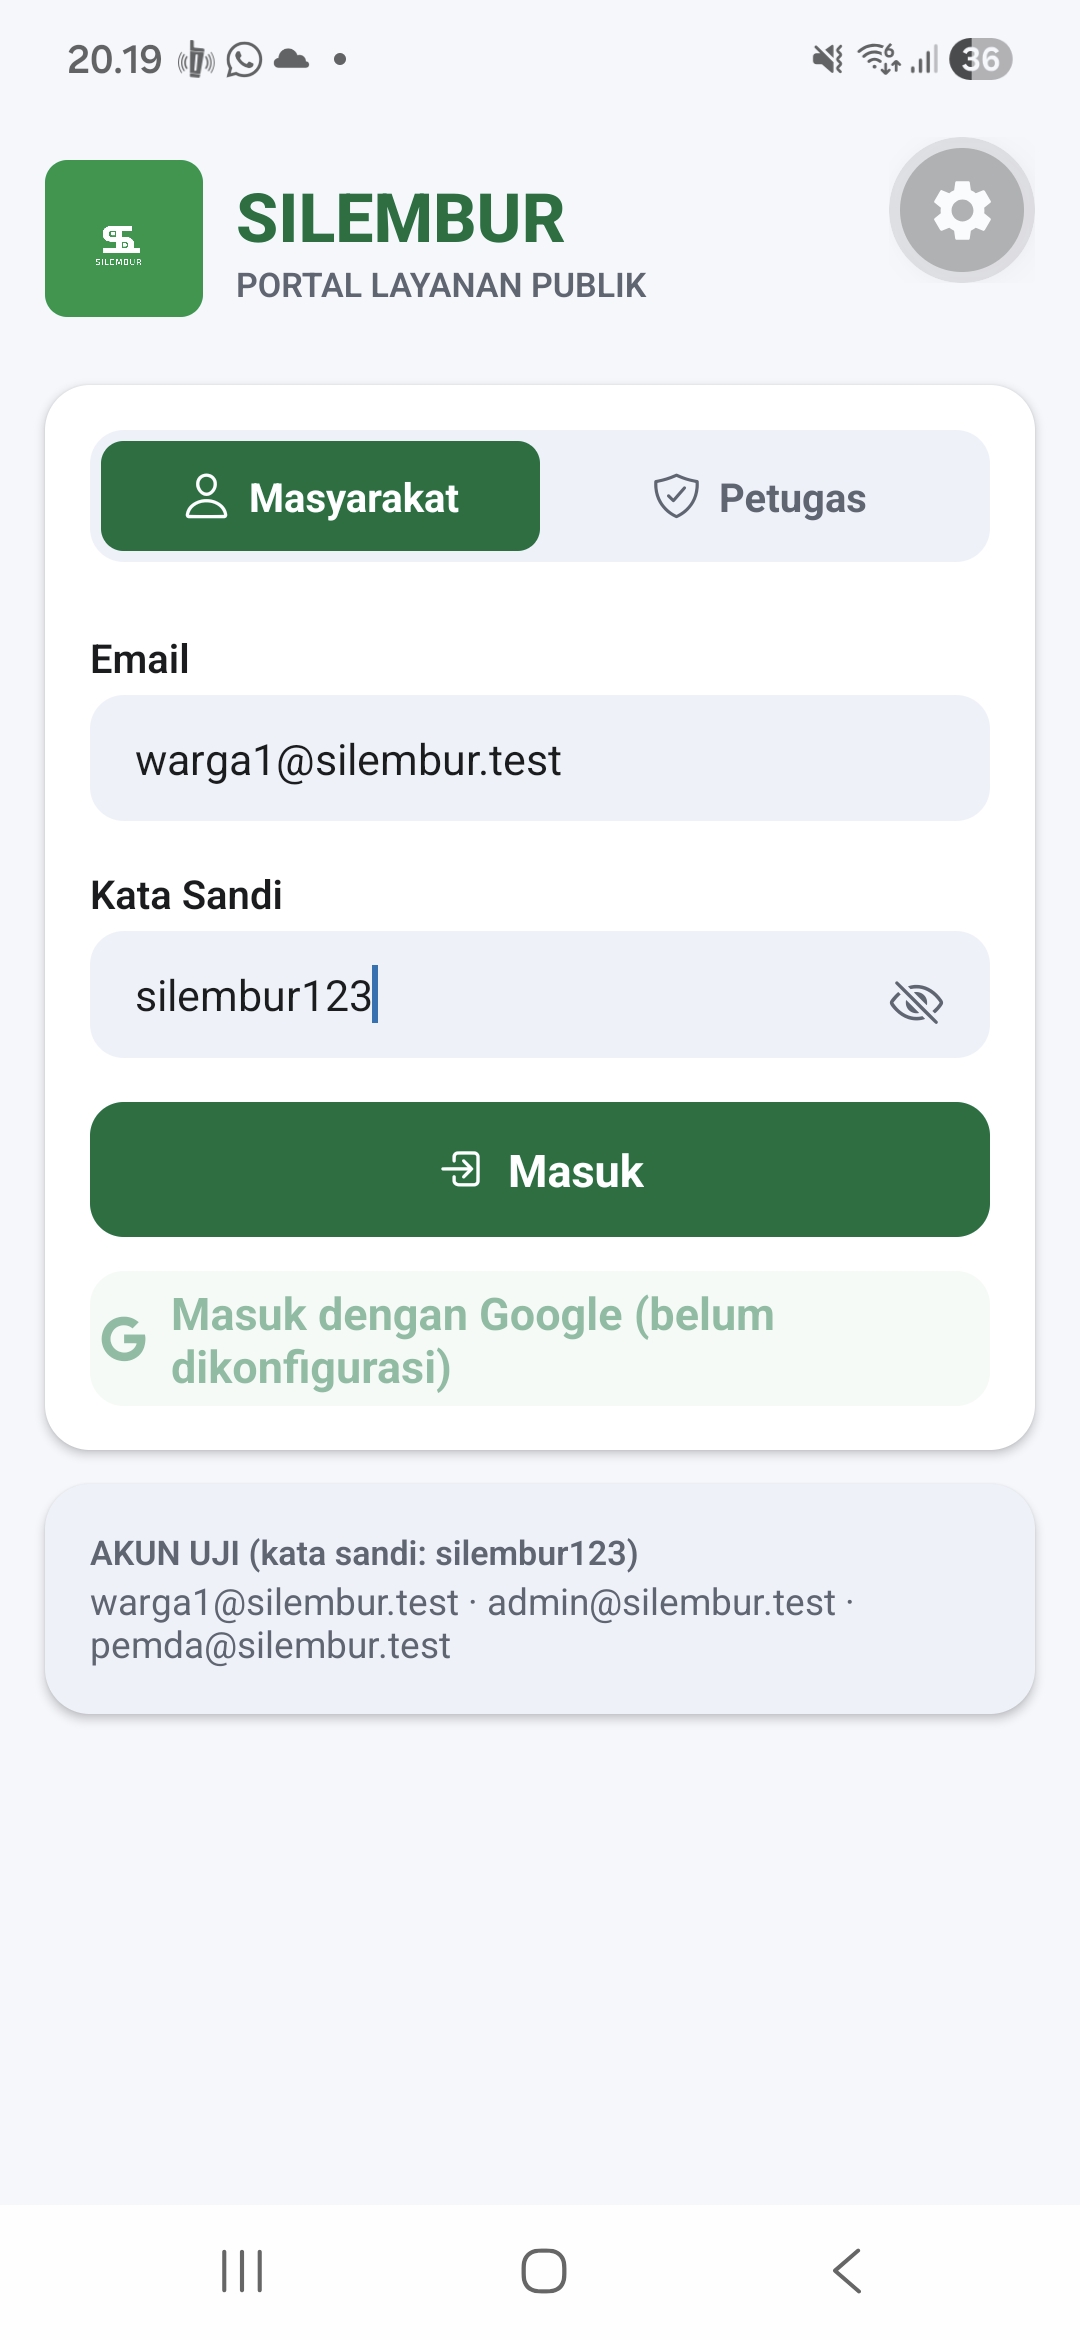 20.19
36
SILEMBUR
SILEMBUR
PORTAL LAYANAN PUBLIK
Masyarakat
Petugas
Email
warga1@silembur.test
Kata Sandi
silembur123
Masuk
Masuk dengan Google (belum
dikonfigurasi)
AKUN UJI (kata sandi: silembur123)
warga1@silembur.test · admin@silembur.test ·
pemda@silembur.test